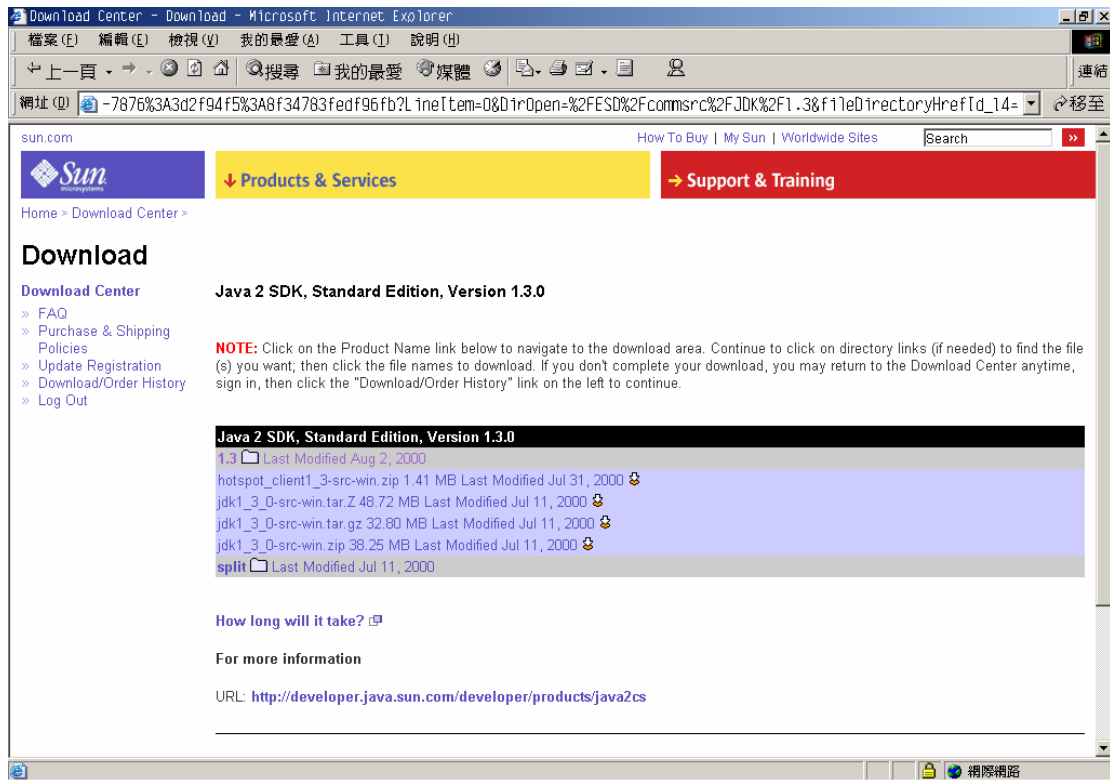 Download Center - Download - Microsoft Internet Explorer
檔案(F) 編輯(E) 檢視(V) 我的最愛(A) 工具(T) 說明(H)
上一頁 搜尋 我的最愛 媒體 連結
網址(D) -7876%3A3d2f94f5%3A8f34783fedf96fb?LineItem=0&DirOpen=%2FESD%2Fcommsrc%2FJDK%2F1.3&fileDirectoryHrefId_14= 移至
sun.com How To Buy | My Sun | Worldwide Sites Search »
Sun microsystems Products & Services Support & Training
Home > Download Center >
Download
Download Center
» FAQ
» Purchase & Shipping
Policies
» Update Registration
» Download/Order History
» Log Out
Java 2 SDK, Standard Edition, Version 1.3.0
NOTE: Click on the Product Name link below to navigate to the download area. Continue to click on directory links (if needed) to find the file
(s) you want; then click the file names to download. If you don't complete your download, you may return to the Download Center anytime,
sign in, then click the "Download/Order History" link on the left to continue.
Java 2 SDK, Standard Edition, Version 1.3.0
1.3 Last Modified Aug 2, 2000
hotspot_client1_3-src-win.zip 1.41 MB Last Modified Jul 31, 2000
jdk1_3_0-src-win.tar.Z 48.72 MB Last Modified Jul 11, 2000
jdk1_3_0-src-win.tar.gz 32.80 MB Last Modified Jul 11, 2000
jdk1_3_0-src-win.zip 38.25 MB Last Modified Jul 11, 2000
split Last Modified Jul 11, 2000
How long will it take?
For more information
URL: http://developer.java.sun.com/developer/products/java2cs
網際網路